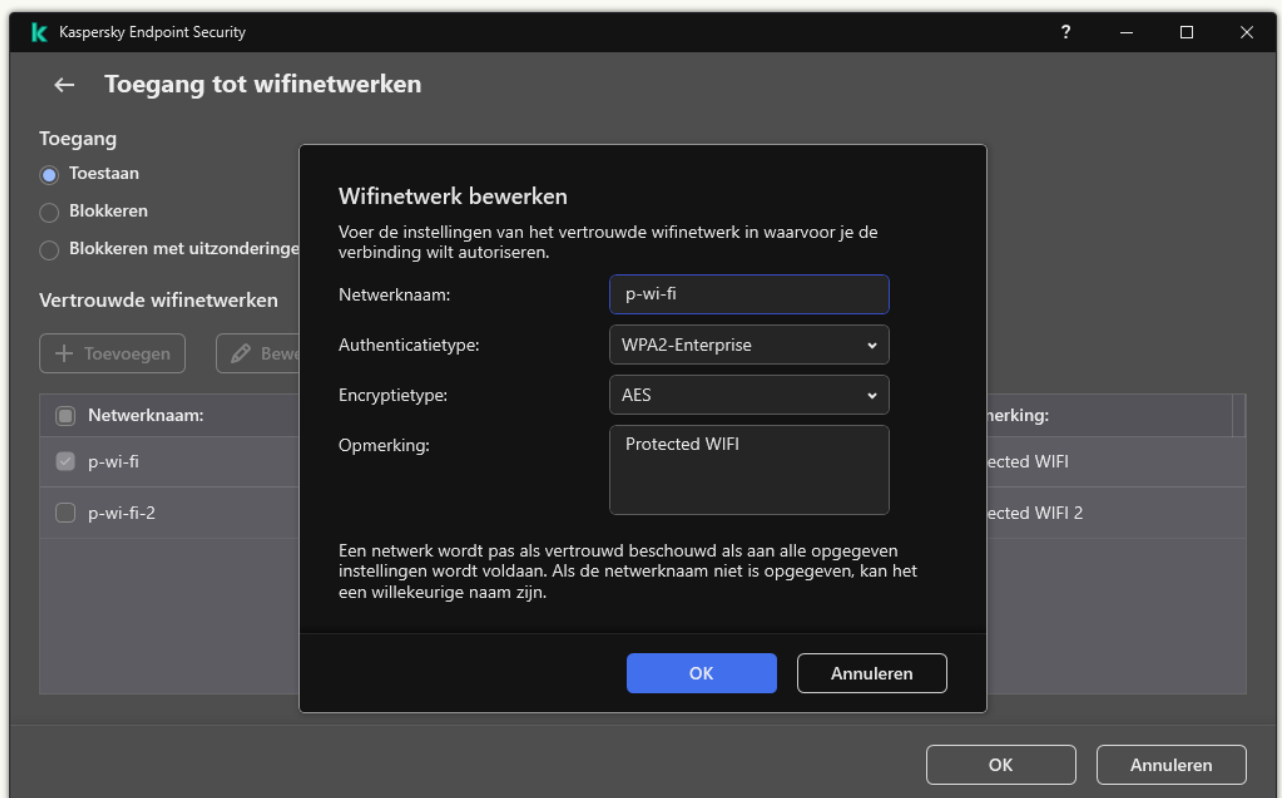 Kaspersky Endpoint Security
?
Toegang tot wifinetwerken
Toegang
Toestaan
Blokkeren
Blokkeren met uitzonderinge
Vertrouwde wifinetwerken
Toevoegen
Bewe
Netwerknaam:
merking:
p-wi-fi
ected WIFI
p-wi-fi-2
ected WIFI 2
Wifinetwerk bewerken
Voer de instellingen van het vertrouwde wifinetwerk in waarvoor je de
verbinding wilt autoriseren.
Netwerknaam:
p-wi-fi
Authenticatietype:
WPA2-Enterprise
Encryptietype:
AES
Opmerking:
Protected WIFI
Een netwerk wordt pas als vertrouwd beschouwd als aan alle opgegeven
instellingen wordt voldaan. Als de netwerknaam niet is opgegeven, kan het
een willekeurige naam zijn.
OK
Annuleren
OK
Annuleren